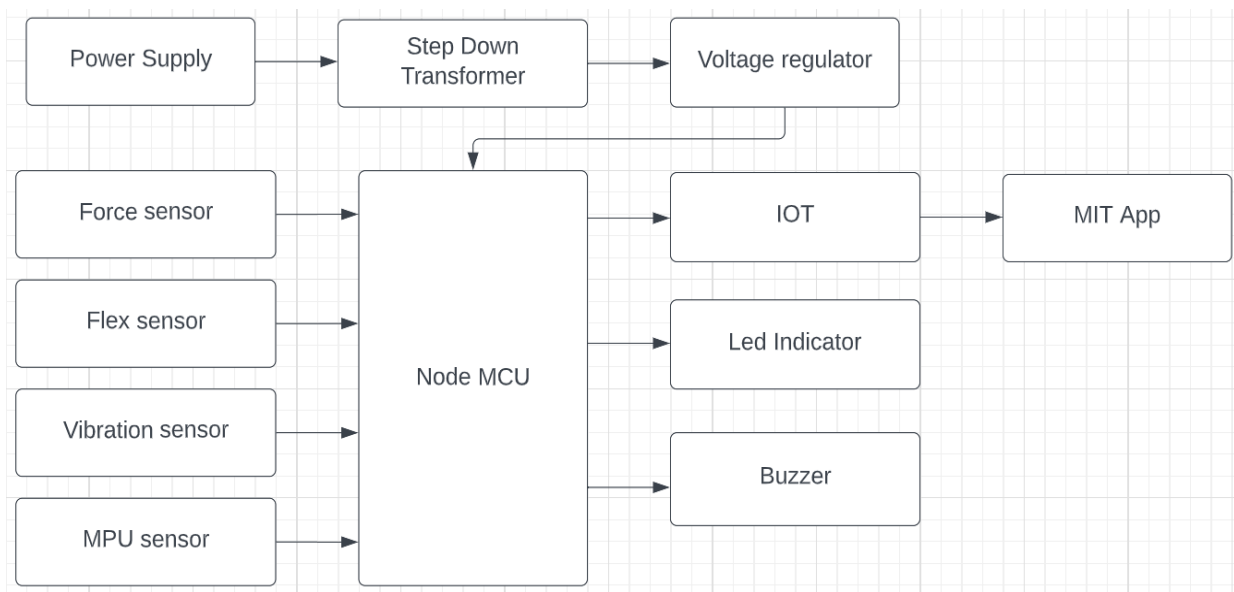 Power Supply
Step Down
Transformer
Voltage regulator
Force sensor
IOT
MIT App
Flex sensor
Led Indicator
Node MCU
Vibration sensor
Buzzer
MPU sensor